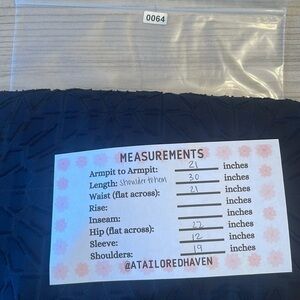 0064
MEASUREMENTS
Armpit to Armpit: 21 inches
Length: Shoulder to hem 30 inches
Waist (flat across): 21 inches
Rise: inches
Inseam: inches
Hip (flat across): 22 inches
Sleeve: 12 inches
Shoulders: 19 inches
@ATAILOREDHAVEN